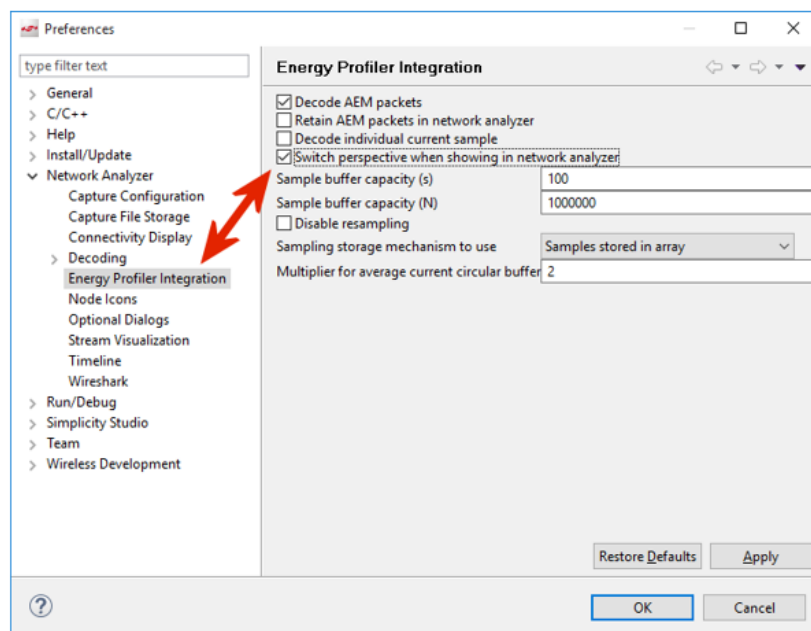 Preferences
type filter text
General
C/C++
Help
Install/Update
Network Analyzer
Capture Configuration
Capture File Storage
Connectivity Display
Decoding
Energy Profiler Integration
Node Icons
Optional Dialogs
Stream Visualization
Timeline
Wireshark
Run/Debug
Simplicity Studio
Team
Wireless Development
Energy Profiler Integration
Decode AEM packets
Retain AEM packets in network analyzer
Decode individual current sample
Switch perspective when showing in network analyzer
Sample buffer capacity (s) 100
Sample buffer capacity (N) 1000000
Disable resampling
Sampling storage mechanism to use Samples stored in array
Multiplier for average current circular buffer 2
Restore Defaults Apply
? OK Cancel